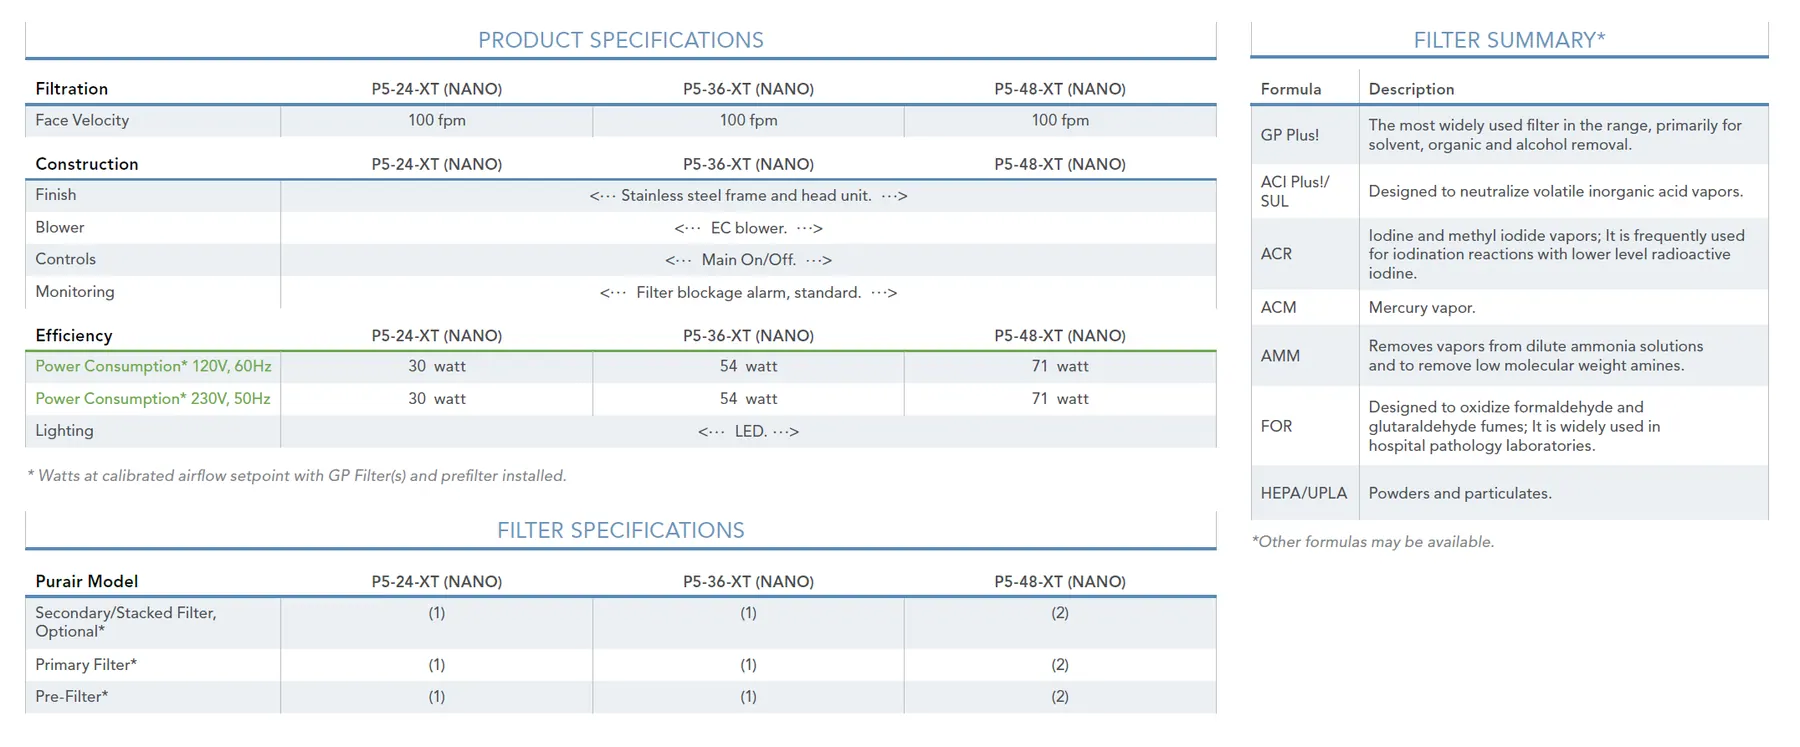 PRODUCT SPECIFICATIONS
Filtration P5-24-XT (NANO) P5-36-XT (NANO) P5-48-XT (NANO)
Face Velocity 100 fpm 100 fpm 100 fpm
Construction P5-24-XT (NANO) P5-36-XT (NANO) P5-48-XT (NANO)
Finish <··· Stainless steel frame and head unit. ···>
Blower <··· EC blower. ···>
Controls <··· Main On/Off. ···>
Monitoring <··· Filter blockage alarm, standard. ···>
Efficiency P5-24-XT (NANO) P5-36-XT (NANO) P5-48-XT (NANO)
Power Consumption* 120V, 60Hz 30 watt 54 watt 71 watt
Power Consumption* 230V, 50Hz 30 watt 54 watt 71 watt
Lighting <··· LED. ···>
* Watts at calibrated airflow setpoint with GP Filter(s) and prefilter installed.
FILTER SPECIFICATIONS
Purair Model P5-24-XT (NANO) P5-36-XT (NANO) P5-48-XT (NANO)
Secondary/Stacked Filter, (1) (1) (2)
Optional*
Primary Filter* (1) (1) (2)
Pre-Filter* (1) (1) (2)
FILTER SUMMARY*
Formula Description
GP Plus! The most widely used filter in the range, primarily for
solvent, organic and alcohol removal.
ACI Plus!/
SUL
Designed to neutralize volatile inorganic acid vapors.
ACR
Iodine and methyl iodide vapors; It is frequently used
for iodination reactions with lower level radioactive
iodine.
ACM Mercury vapor.
AMM
Removes vapors from dilute ammonia solutions
and to remove low molecular weight amines.
FOR
Designed to oxidize formaldehyde and
glutaraldehyde fumes; It is widely used in
hospital pathology laboratories.
HEPA/UPLA Powders and particulates.
*Other formulas may be available.